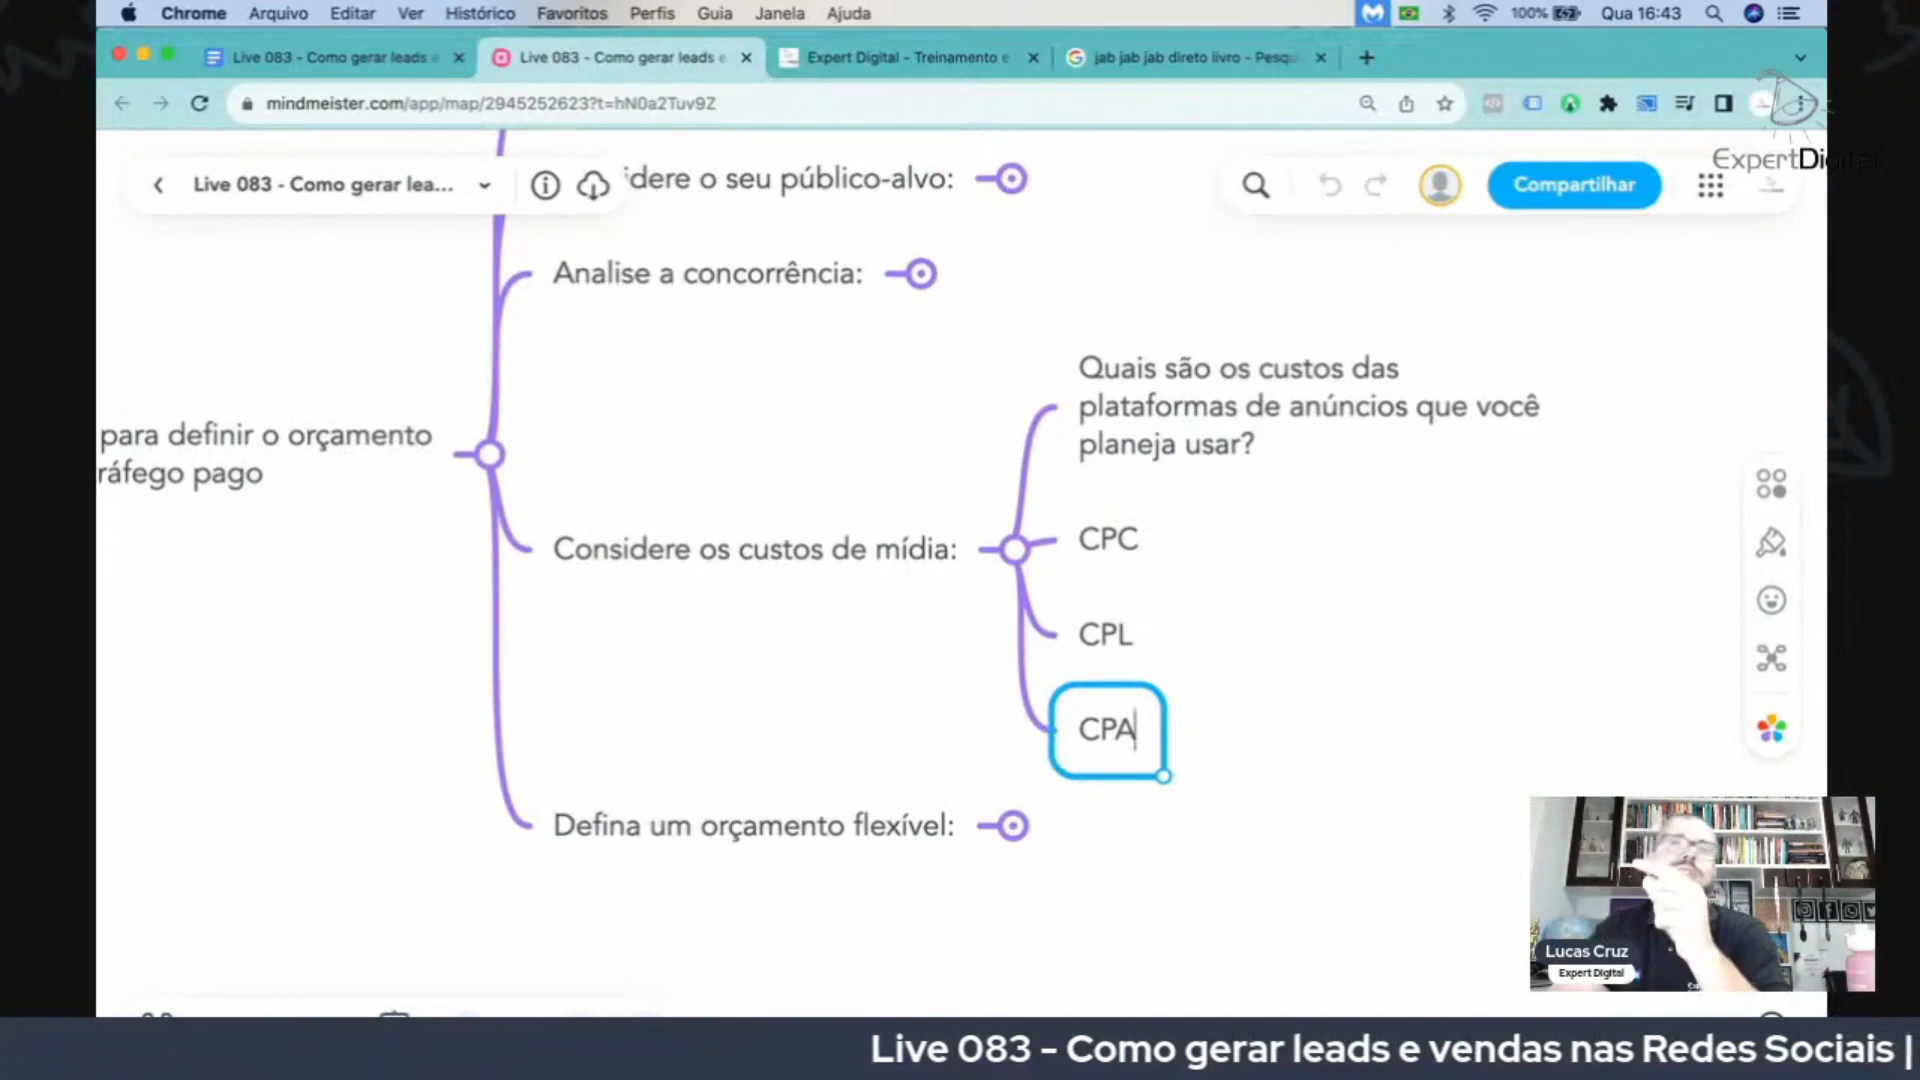 Chrome Arquivo Editar Ver Histórico Favoritos Perfis Guia Janela Ajuda 100% Qua 16:43
Live 083 - Como gerar leads e
Live 083 - Como gerar leads e
Expert Digital - Treinamento e
jab jab jab direto livro - Pesqu
mindmeister.com/app/map/2945252623?t=hN0a2Tuv9Z
ExpertDigital
Live 083 - Como gerar lea...
idere o seu público-alvo:
Compartilhar
Analise a concorrência:
Quais são os custos das
plataformas de anúncios que você
planeja usar?
para definir o orçamento
ráfego pago
CPC
Considere os custos de mídia:
CPL
CPA
Defina um orçamento flexível:
Lucas Cruz
Expert Digital
Live 083 - Como gerar leads e vendas nas Redes Sociais |